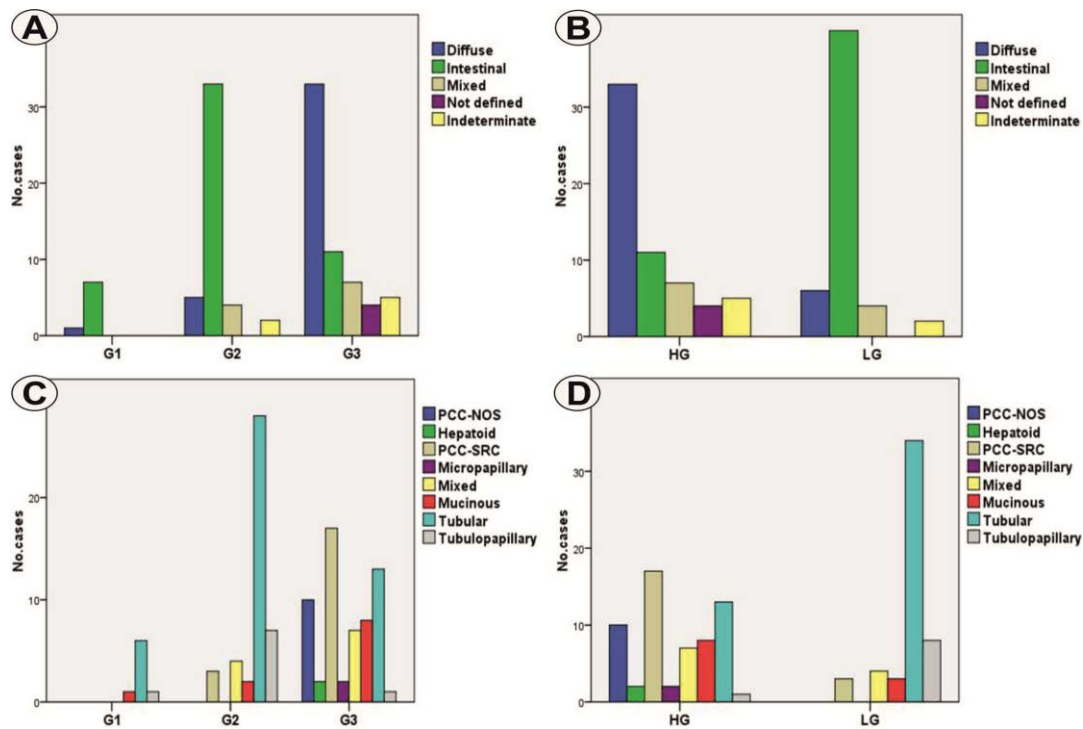 A
No.cases
30
20
10
0
G1
G2
G3
Diffuse
Intestinal
Mixed
Not defined
Indeterminate
B
No.cases
30
20
10
0
HG
LG
Diffuse
Intestinal
Mixed
Not defined
Indeterminate
C
No.cases
20
10
0
G1
G2
G3
PCC-NOS
Hepatoid
PCC-SRC
Micropapillary
Mixed
Mucinous
Tubular
Tubulopapillary
D
No.cases
30
20
10
0
HG
LG
PCC-NOS
Hepatoid
PCC-SRC
Micropapillary
Mixed
Mucinous
Tubular
Tubulopapillary